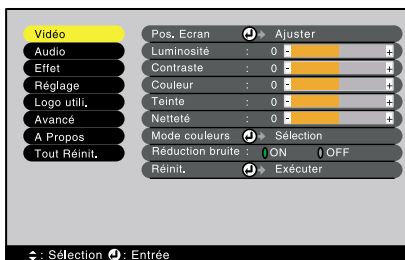 Vidéo
Audio
Effet
Réglage
Logo utili.
Avancé
A Propos
Tout Réinit.
Pos. Ecran Ajuster
Luminosité : 0 - +
Contraste : 0 - +
Couleur : 0 - +
Teinte : 0 - +
Netteté : 0 - +
Mode couleurs Sélection
Réduction bruite : ON OFF
Réinit. Exécuter
: Sélection : Entrée